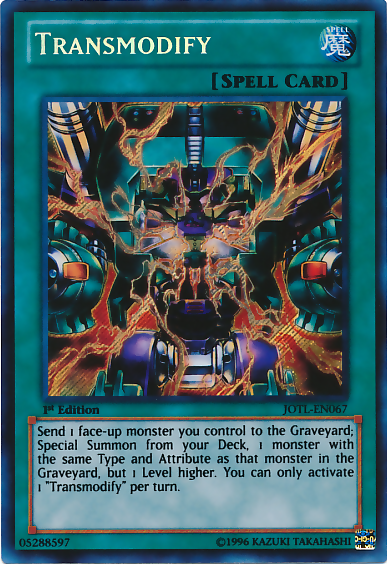 TRANSMODIFY
SPELL
魔
[SPELL CARD]
1st Edition
JOTL-EN067
Send 1 face-up monster you control to the Graveyard;
Special Summon from your Deck, 1 monster with
the same Type and Attribute as that monster in the
Graveyard, but 1 Level higher. You can only activate
1 "Transmodify" per turn.
05288597
©1996 KAZUKI TAKAHASHI